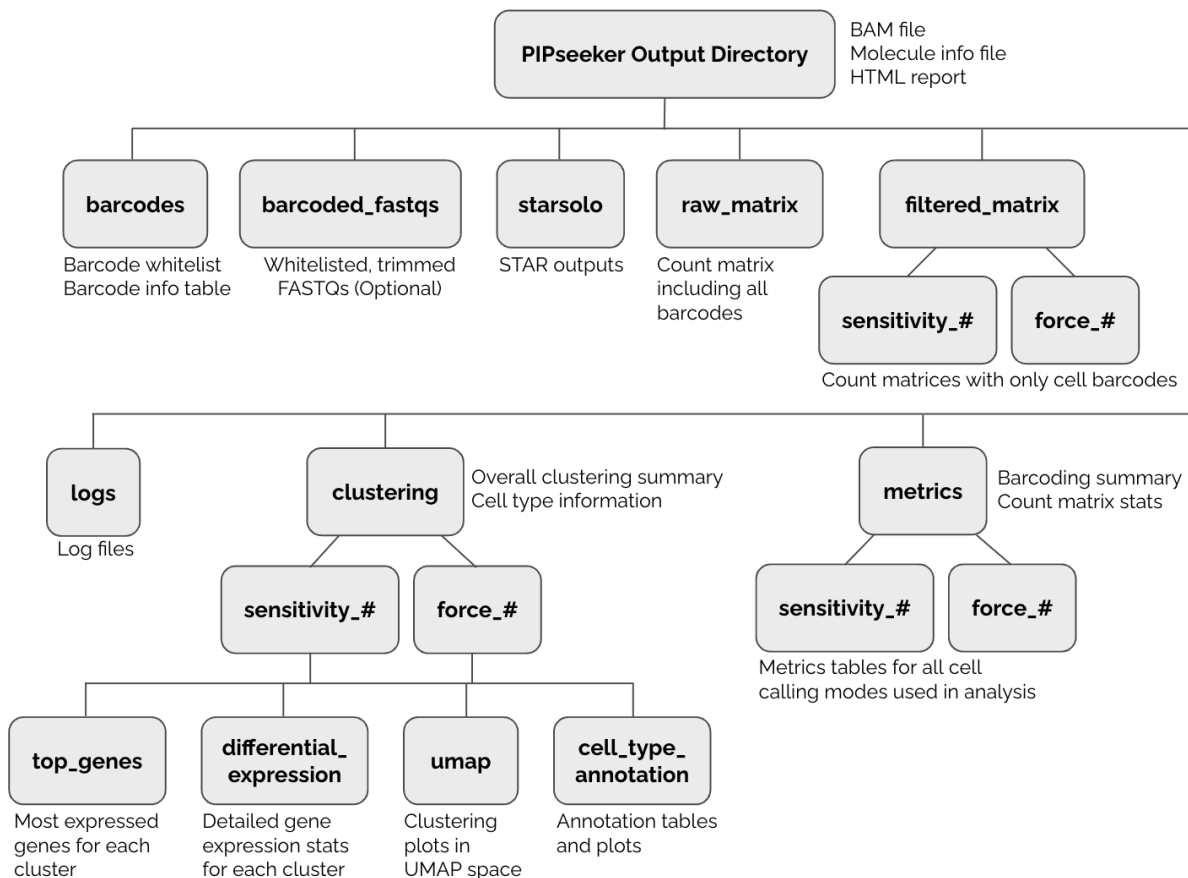 PIPseeker Output Directory
BAM file
Molecule info file
HTML report
barcodes
Barcode whitelist
Barcode info table
barcoded_fastqs
Whitelisted, trimmed
FASTQs (Optional)
starsolo
STAR outputs
raw_matrix
Count matrix
including all
barcodes
filtered_matrix
sensitivity_#
force_#
Count matrices with only cell barcodes
logs
Log files
clustering
Overall clustering summary
Cell type information
sensitivity_#
force_#
metrics
Barcoding summary
Count matrix stats
sensitivity_#
force_#
Metrics tables for all cell
calling modes used in analysis
top_genes
Most expressed
genes for each
cluster
differential_
expression
Detailed gene
expression stats
for each cluster
umap
Clustering
plots in
UMAP space
cell_type_
annotation
Annotation tables
and plots